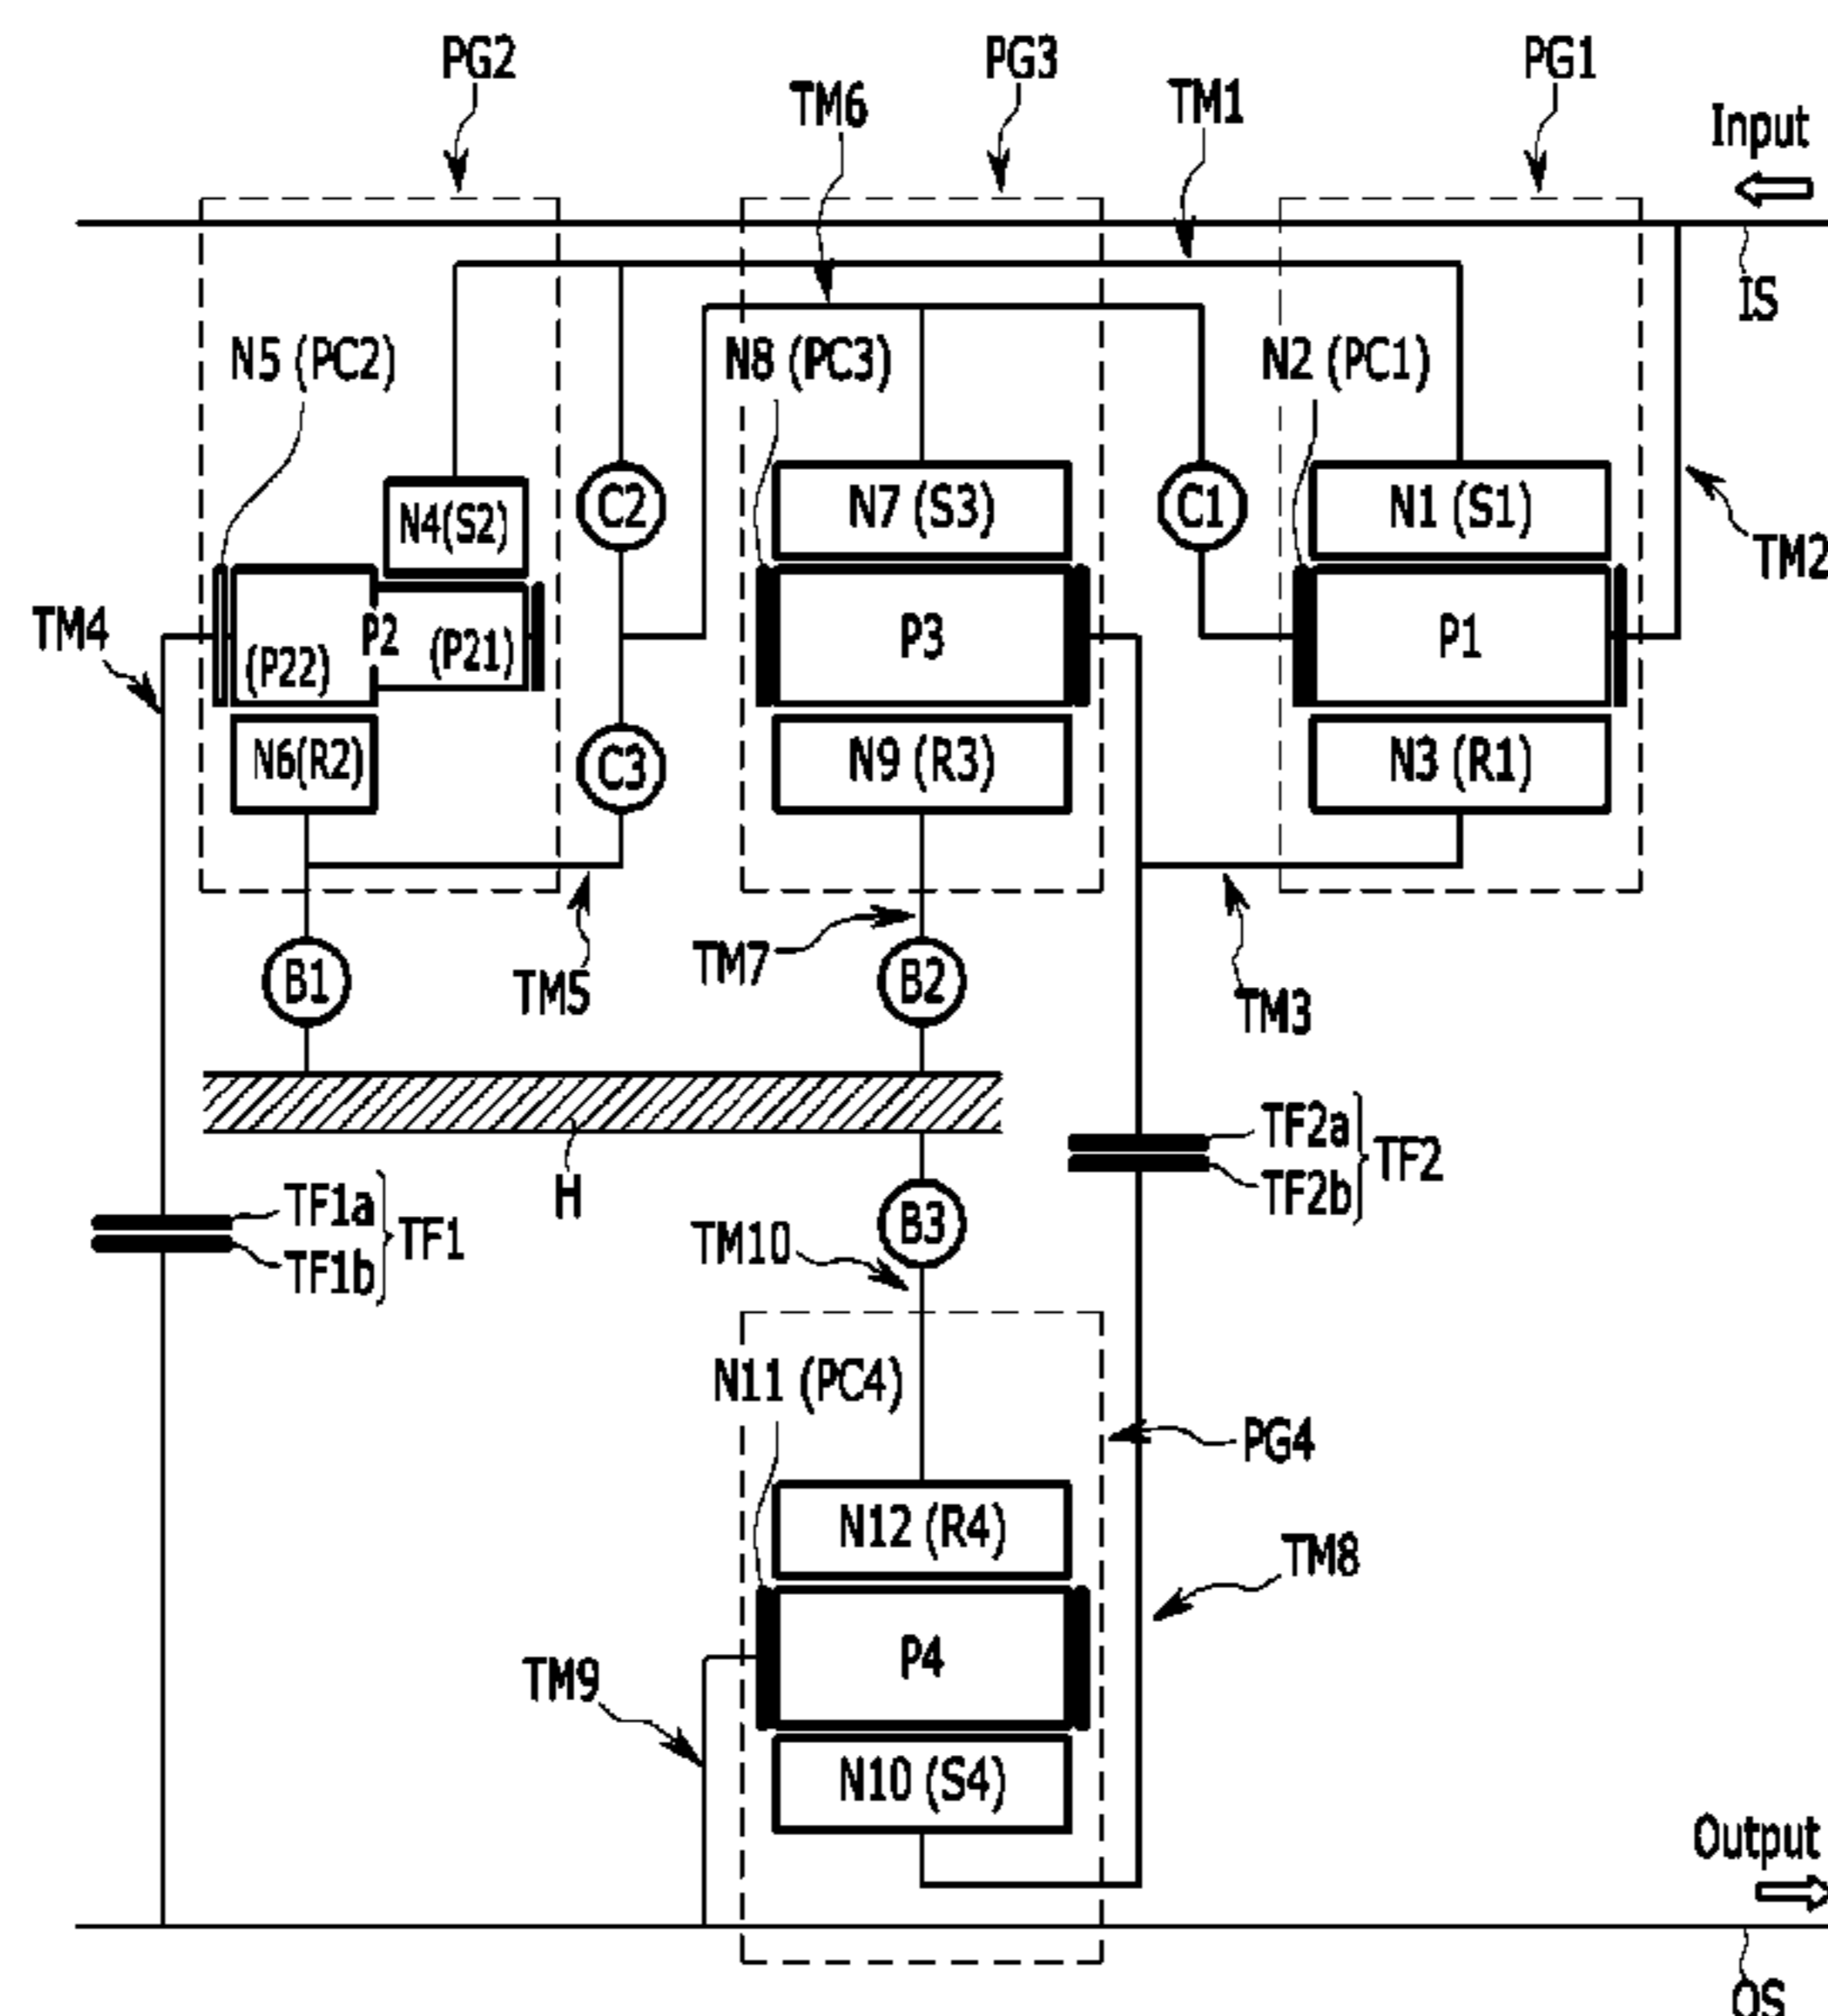 PG2
PG3
PG1
TM6
TM1
Input
IS
N5 (PC2)
N8 (PC3)
N2 (PC1)
N4(S2)
C2
N7 (S3)
C1
N1 (S1)
TM2
TM4
(P22)
P2
(P21)
P3
P1
N6(R2)
C3
N9 (R3)
N3 (R1)
B1
TM5
TM7
B2
TM3
H
TF1a
TF1b
TF1
TM10
B3
TF2a
TF2b
TF2
N11 (PC4)
PG4
N12 (R4)
TM8
P4
TM9
N10 (S4)
Output
OS